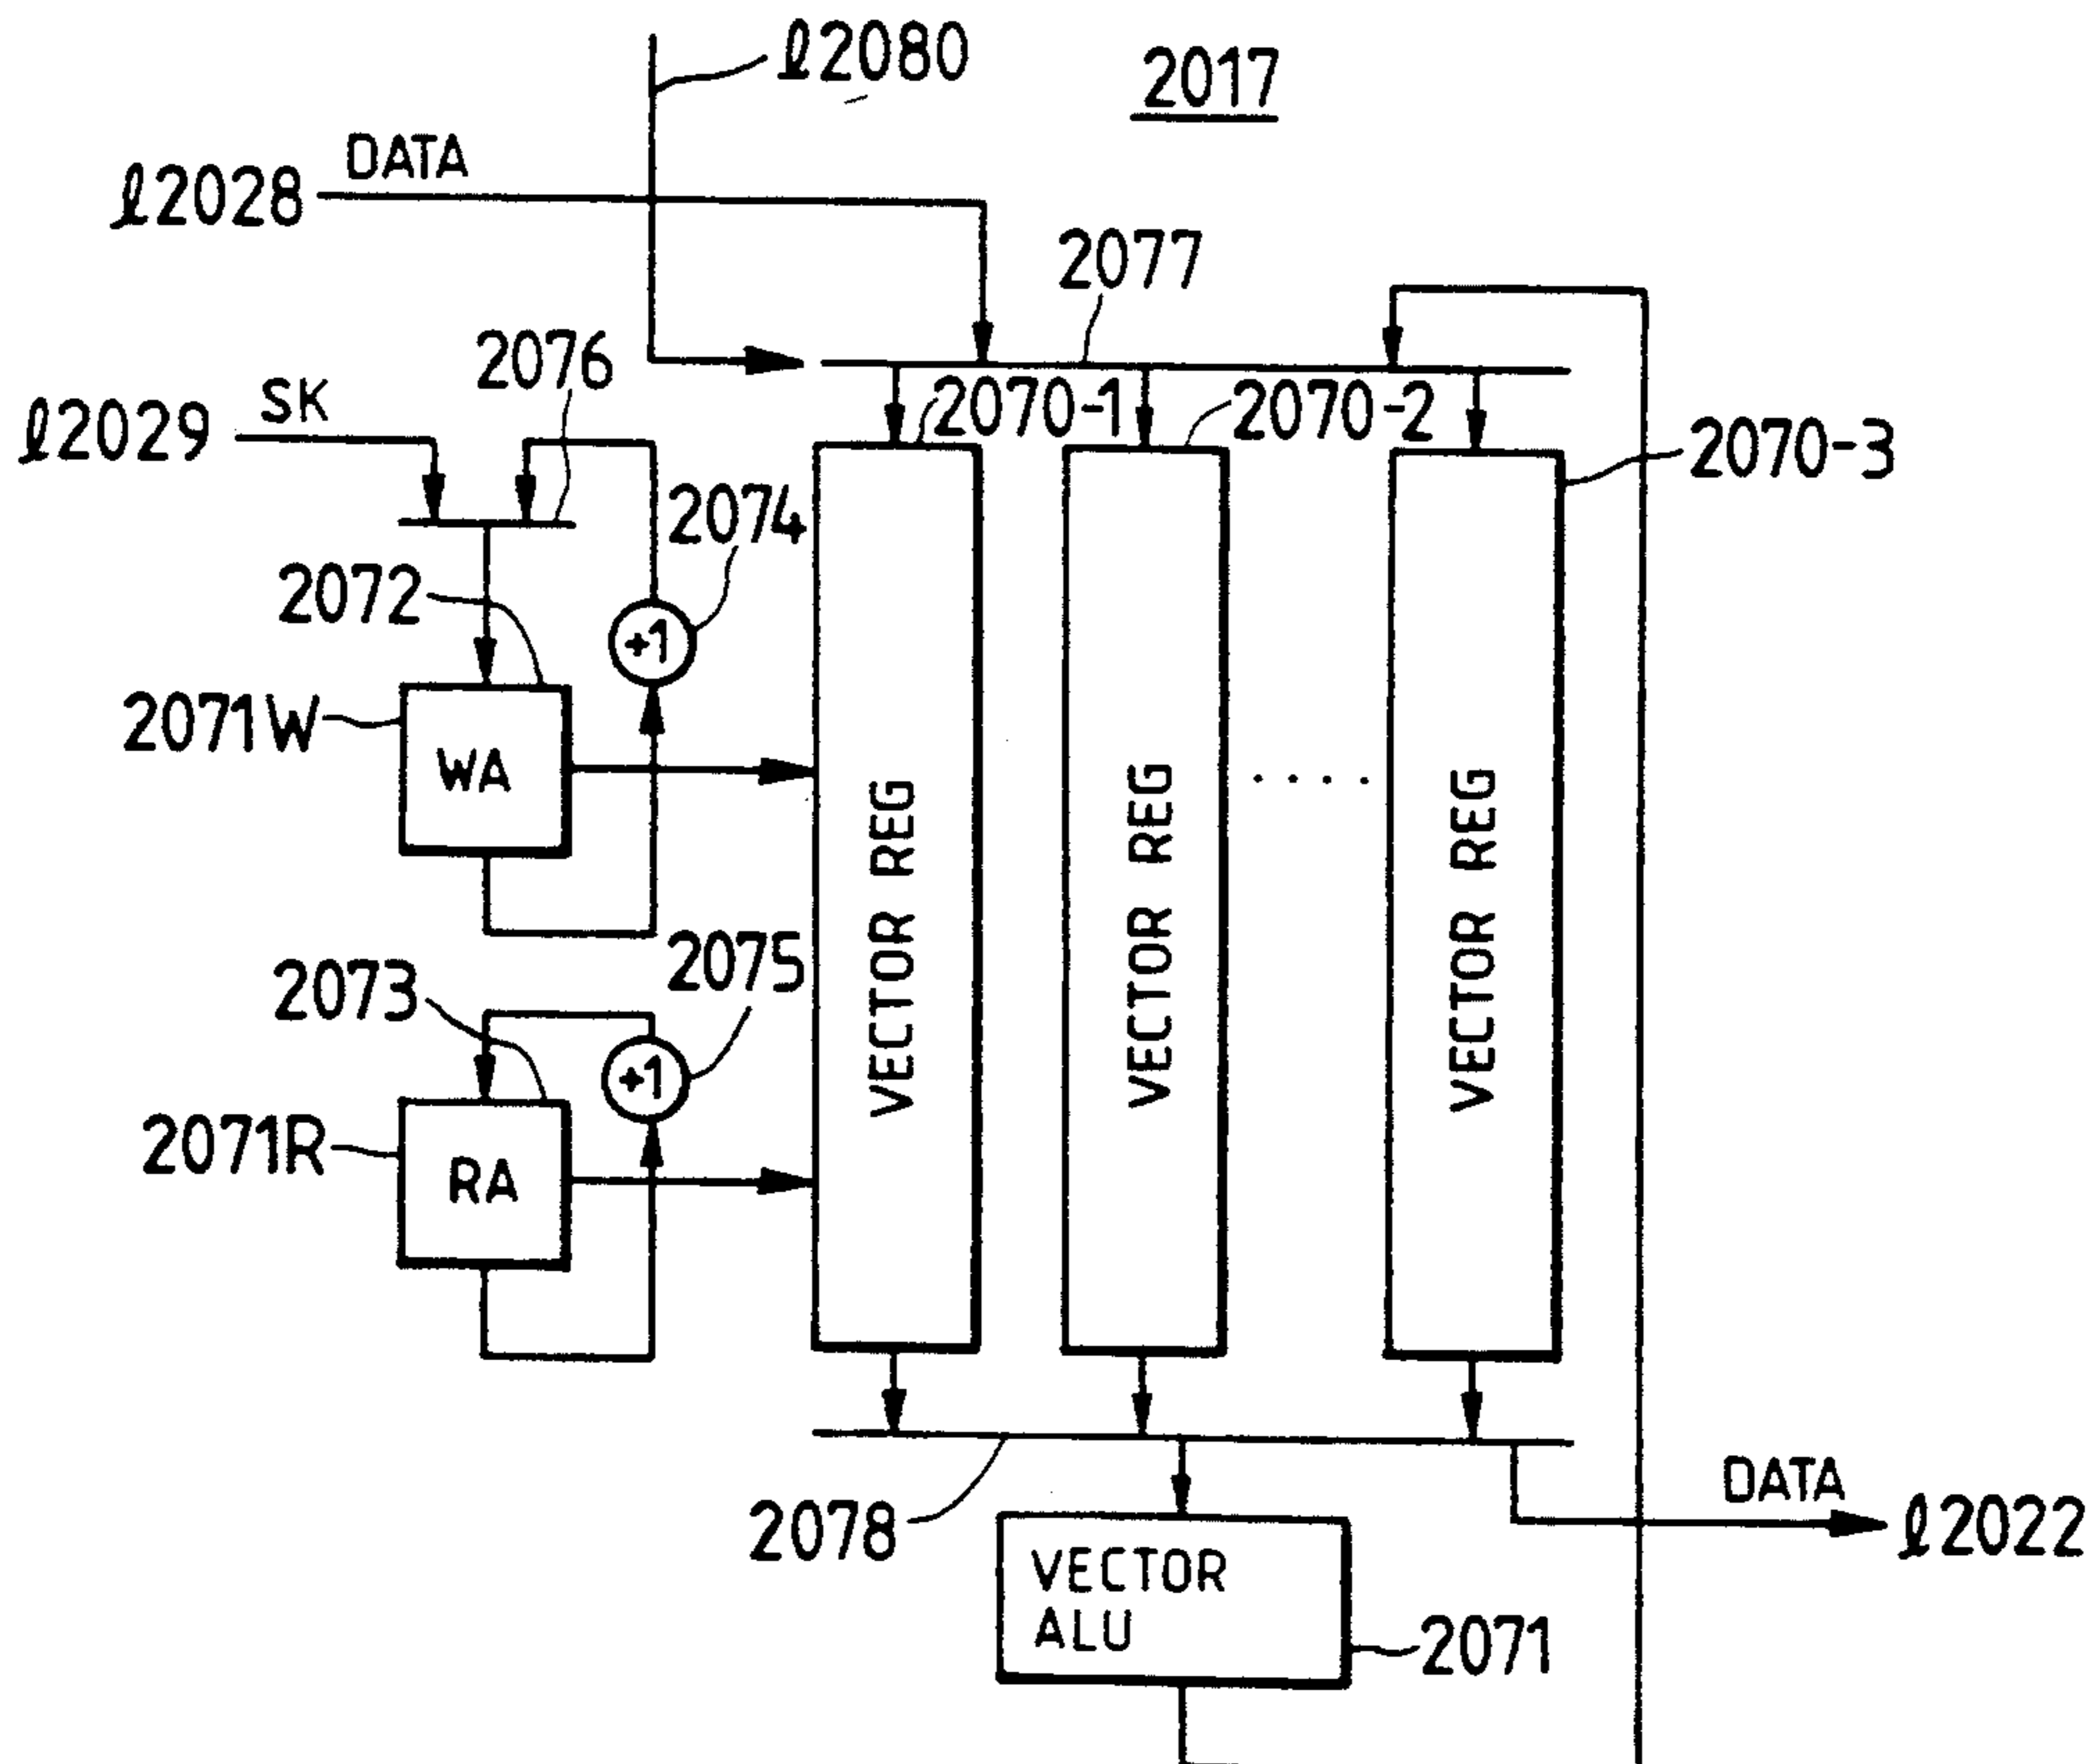 ℓ2080
2017
DATA
ℓ2028
2077
2076
SK
ℓ2029
2070-1
2070-2
2070-3
2074
2072
+1
2071W
WA
VECTOR REG
VECTOR REG
....
VECTOR REG
2075
2073
+1
2071R
RA
2078
DATA
ℓ2022
VECTOR
ALU
2071